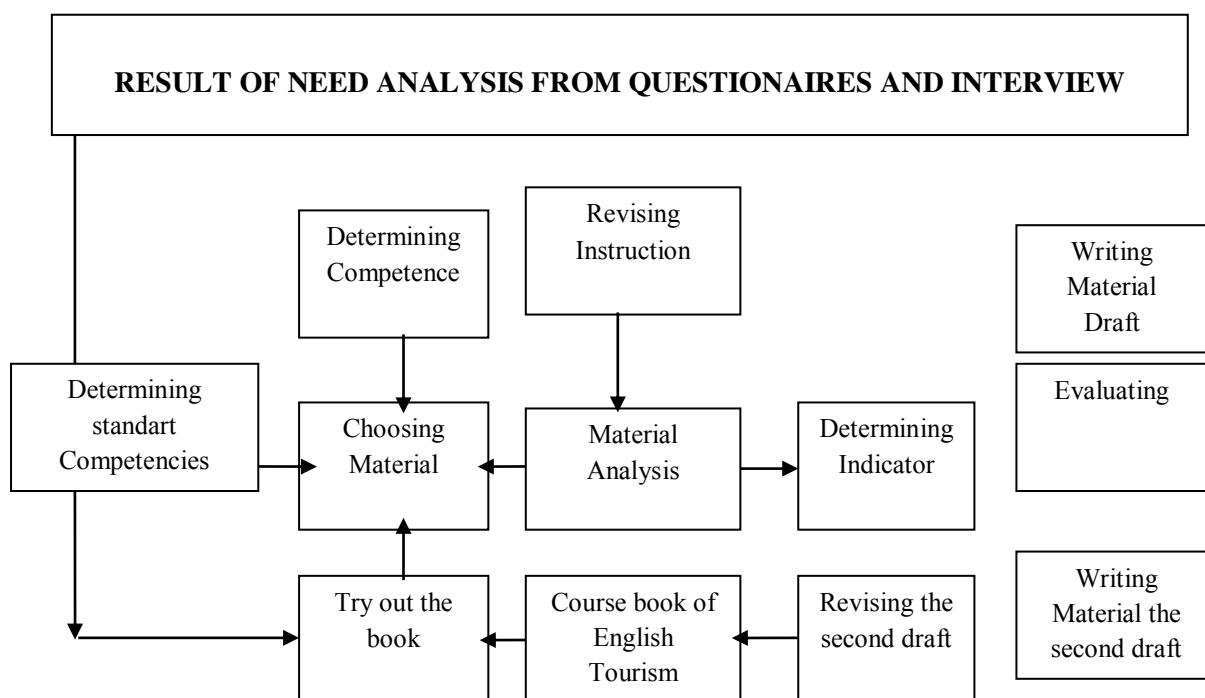 RESULT OF NEED ANALYSIS FROM QUESTIONAIRES AND INTERVIEW
Determining
Competence
Revising
Instruction
Writing
Material
Draft
Determining
standart
Competencies
Choosing
Material
Material
Analysis
Determining
Indicator
Evaluating
Try out the
book
Course book of
English
Tourism
Revising the
second draft
Writing
Material the
second draft